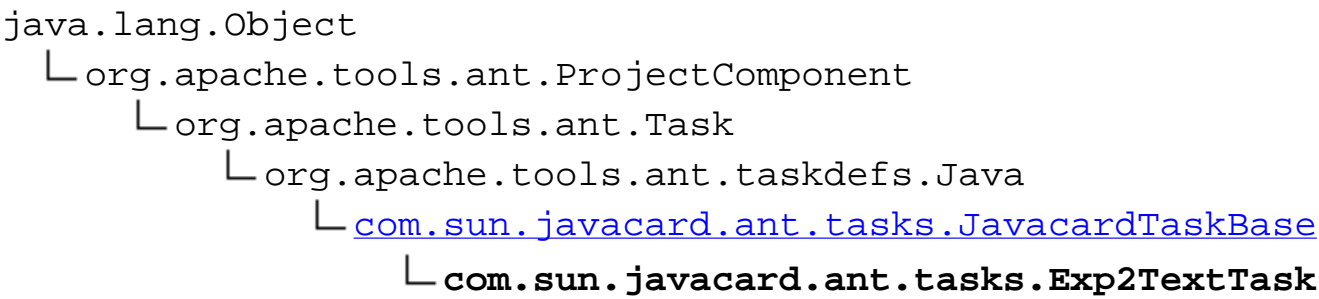 java.lang.Object
org.apache.tools.ant.ProjectComponent
org.apache.tools.ant.Task
org.apache.tools.ant.taskdefs.Java
com.sun.javacard.ant.tasks.JavacardTaskBase
com.sun.javacard.ant.tasks.Exp2TextTask